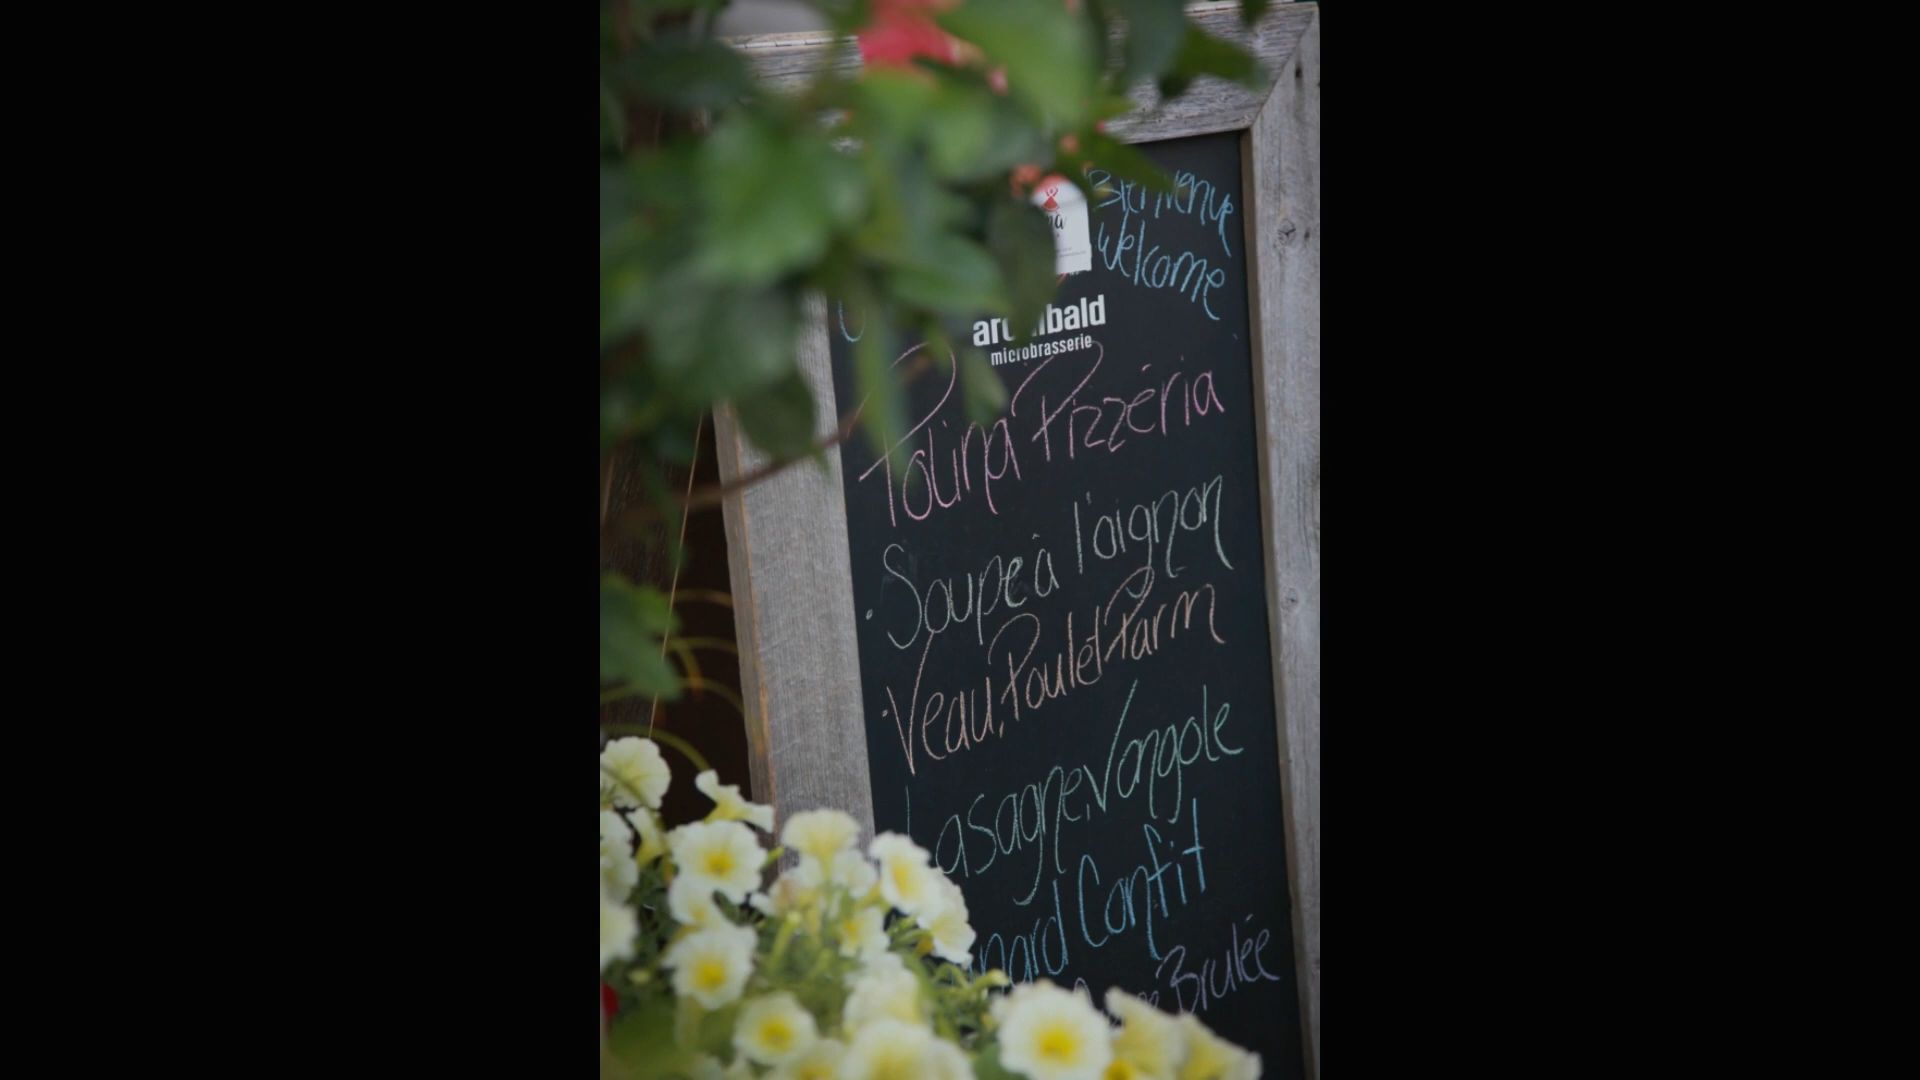 Bienvenue
Welcome
microbrasserie
Polina Pizzéria
• Soupe à l'oignon
• Veau, Poulet Parm
Lasagne, Vongole
Confit
Brulée